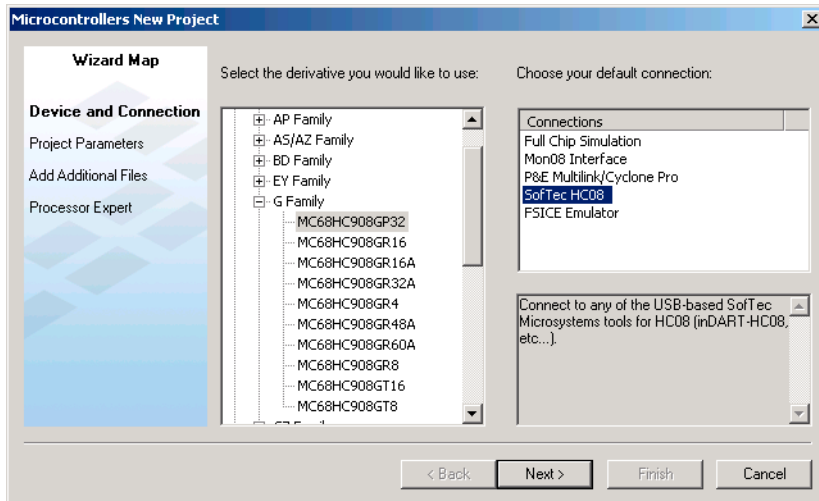 Microcontrollers New Project
Wizard Map
Device and Connection
Project Parameters
Add Additional Files
Processor Expert
Select the derivative you would like to use:
AP Family
AS/AZ Family
BD Family
EY Family
G Family
MC68HC908GP32
MC68HC908GR16
MC68HC908GR16A
MC68HC908GR32A
MC68HC908GR4
MC68HC908GR48A
MC68HC908GR60A
MC68HC908GR8
MC68HC908GT16
MC68HC908GT8
Choose your default connection:
Connections
Full Chip Simulation
Mon08 Interface
P&E Multilink/Cyclone Pro
SofTec HC08
FSICE Emulator
Connect to any of the USB-based SofTec
Microsystems tools for HC08 (inDART-HC08,
etc...).
< Back
Next >
Finish
Cancel